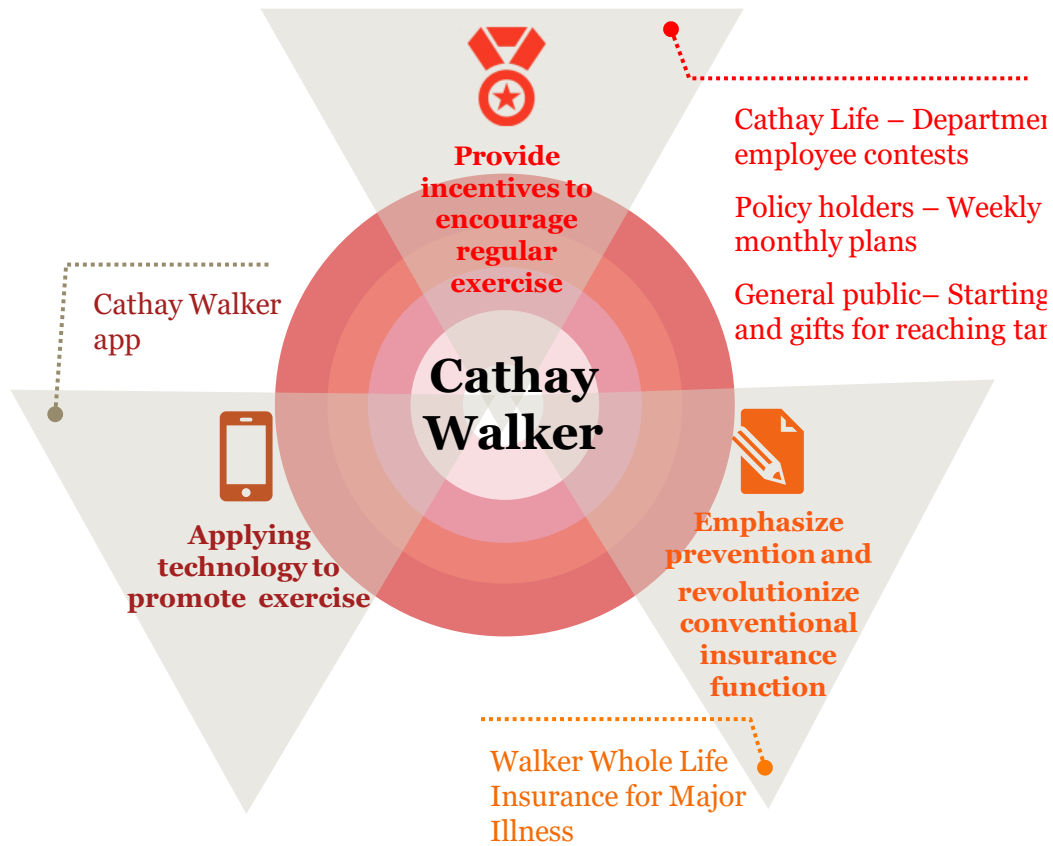 Provide
incentives to
encourage
regular
exercise
Cathay Life – Departmen
employee contests
Policy holders – Weekly
monthly plans
General public– Starting
and gifts for reaching tar
Cathay Walker
app
Cathay
Walker
Applying
technology to
promote exercise
Emphasize
prevention and
revolutionize
conventional
insurance
function
Walker Whole Life
Insurance for Major
Illness